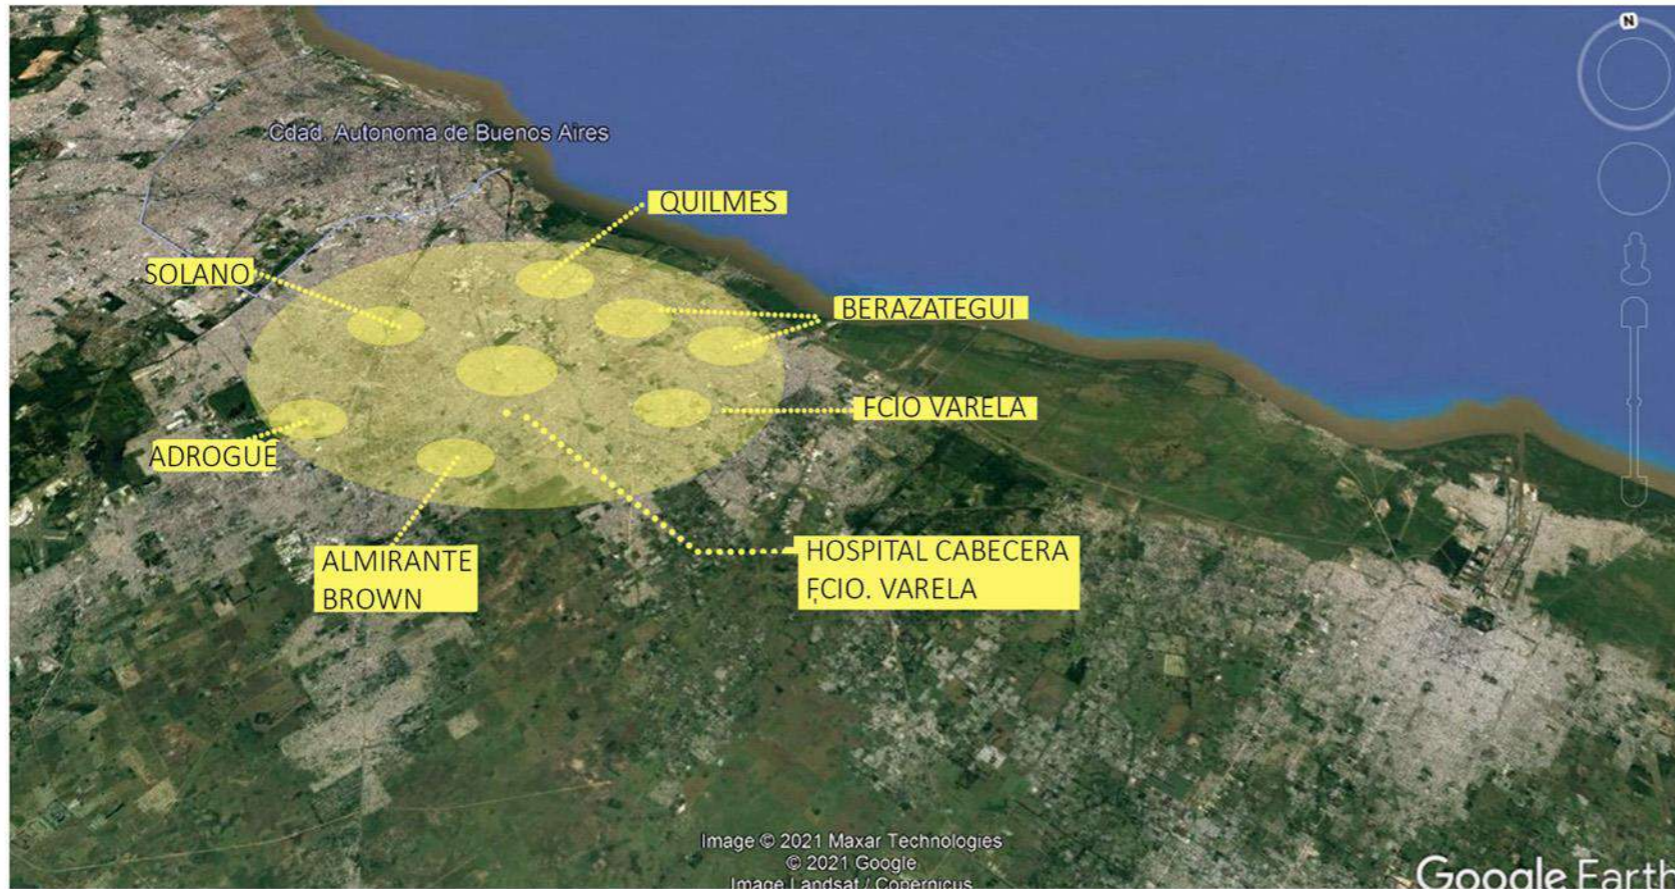 N
Cdad. Autonoma de Buenos Aires
QUILMES
SOLANO
BERAZATEGUI
FCIO VARELA
ADROGUE
ALMIRANTE
BROWN
HOSPITAL CABECERA
FCIO. VARELA
Image © 2021 Maxar Technologies
© 2021 Google
Image Landsat / Copernicus
Google Earth